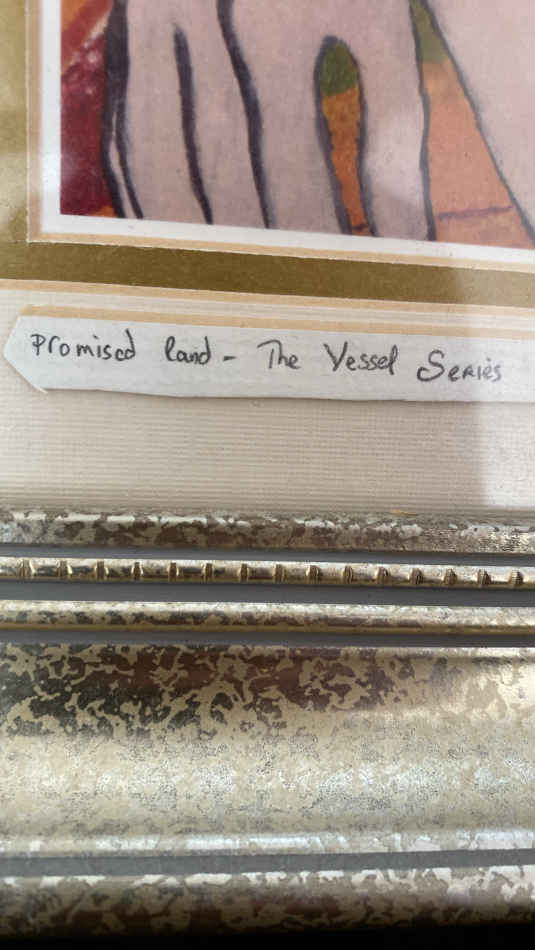 Promised land - The Vessel Series